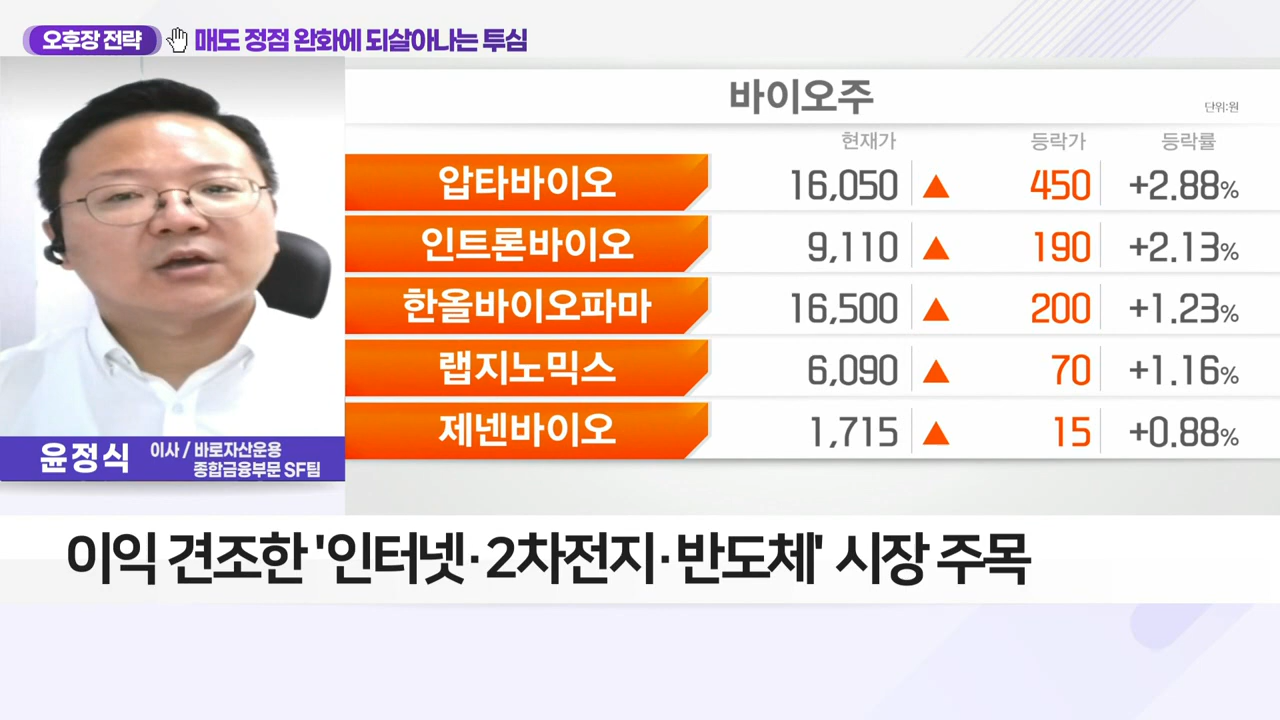 오후장 전략 매도 정점 완화에 되살아나는 투심
바이오주
단위:원
현재가 등락가 등락률
압타바이오 16,050 ▲ 450 +2.88%
인트론바이오 9,110 ▲ 190 +2.13%
한올바이오파마 16,500 ▲ 200 +1.23%
랩지노믹스 6,090 ▲ 70 +1.16%
제넨바이오 1,715 ▲ 15 +0.88%
윤정식 이사 / 바로자산운용
종합금융부문 SF팀
이익 견조한 '인터넷·2차전지·반도체' 시장 주목